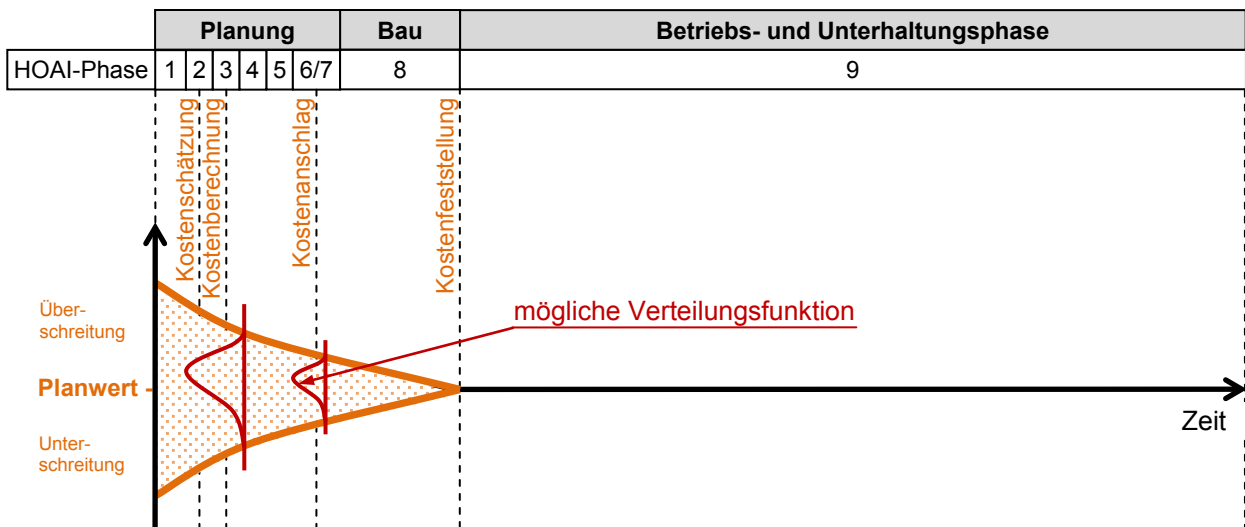 Planung Bau Betriebs- und Unterhaltungsphase
HOAI-Phase 1 2 3 4 5 6/7 8 9
Kostenschätzung
Kostenberechnung
Kostenanschlag
Kostenfeststellung
Über-
schreitung
mögliche Verteilungsfunktion
Planwert
Zeit
Unter-
schreitung